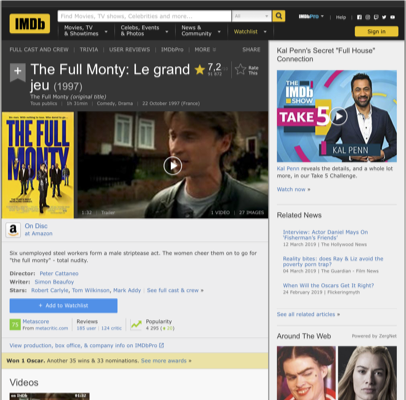 IMDb
Find Movies, TV shows, Celebrities and more...
All
IMDbPro
Help
Movies, TV
& Showtimes
Celebs, Events
& Photos
News &
Community
Watchlist
Sign in
FULL CAST AND CREW | TRIVIA | USER REVIEWS | IMDbPro | MORE
SHARE
The Full Monty: Le grand
jeu (1997)
7,2
Rate
This
The Full Monty (original title)
Tous publics | 1h 31min | Comedy, Drama | 22 October 1997 (France)
THE FULL
MONTY
1:31 | Trailer
1 VIDEO | 27 IMAGES
On Disc
at Amazon
Six unemployed steel workers form a male striptease act. The women cheer them on to go for
"the full monty" - total nudity.
Director: Peter Cattaneo
Writer: Simon Beaufoy
Stars: Robert Carlyle, Tom Wilkinson, Mark Addy | See full cast & crew »
+ Add to Watchlist
Metascore
From metacritic.com
Reviews
185 user | 124 critic
Popularity
4 295
View production, box office, & company info on IMDbPro
Won 1 Oscar. Another 35 wins & 33 nominations. See more awards »
Videos
Kal Penn's Secret "Full House"
Connection
THE
IMDb
SHOW
TAKE 5
KAL PENN
Kal Penn reveals the details, and a whole lot
more, in our Take 5 Challenge.
Watch now »
Related News
Interview: Actor Daniel Mays On
'Fisherman's Friends'
12 March 2019 | The Hollywood News
Reality bites: does Ray & Liz avoid the
poverty porn trap?
04 March 2019 | The Guardian - Film News
When Will the Oscars Get It Right?
24 February 2019 | Flickeringmyth
See all related articles »
Around The Web
Powered by ZergNet